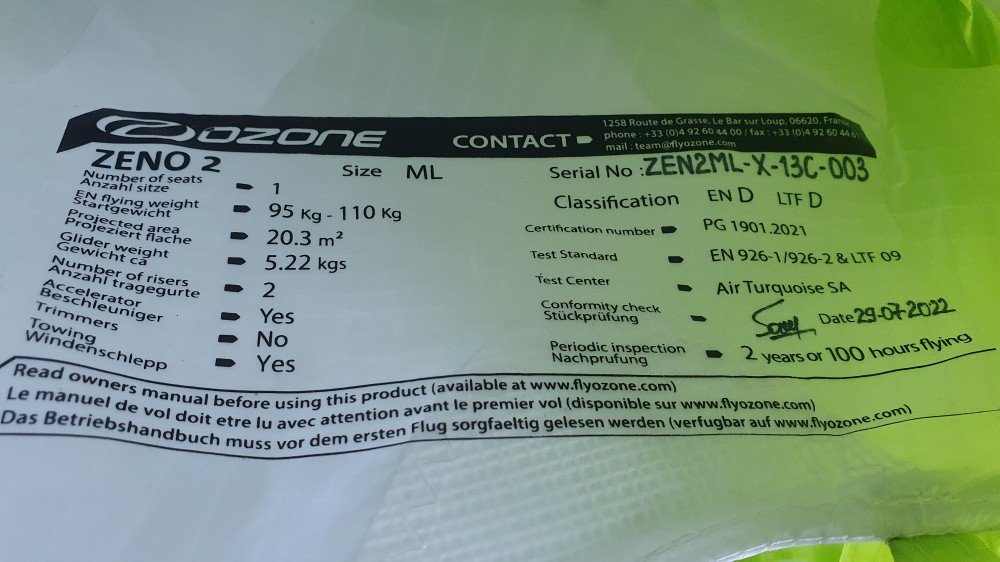 OZONE
CONTACT
1258 Route de Grasse, Le Bar sur Loup, 06620,
phone : +33 (0)4 92 60 44 00 / fax : +33 (0)4 92 60 44
mail : team@flyozone.com
ZENO 2
Size ML
Serial No : ZEN2ML-X-13C-003
Number of seats
Anzahl sitze
1
EN flying weight
Startgewicht
95 Kg - 110 Kg
Projected area
Projeziert flache
20.3 m²
Glider weight
Gewicht ca
5.22 kgs
Number of risers
Anzahl tragegurte
2
Accelerator
Beschleuniger
Yes
Trimmers
No
Towing
Windenschlepp
Yes
Classification EN D LTF D
Certification number PG 1901.2021
Test Standard EN 926-1/926-2 & LTF 09
Test Center Air Turquoise SA
Conformity check
Stückprüfung
Date 29-07-2022
Periodic inspection
Nachprufung
2 years or 100 hours flying
Read owners manual before using this product (available at www.flyozone.com)
Le manuel de vol doit etre lu avec attention avant le premier vol (disponible sur www.flyozone.com)
Das Betriebshandbuch muss vor dem ersten Flug sorgfaeltig gelesen werden (verfugbar auf www.flyozone.com)